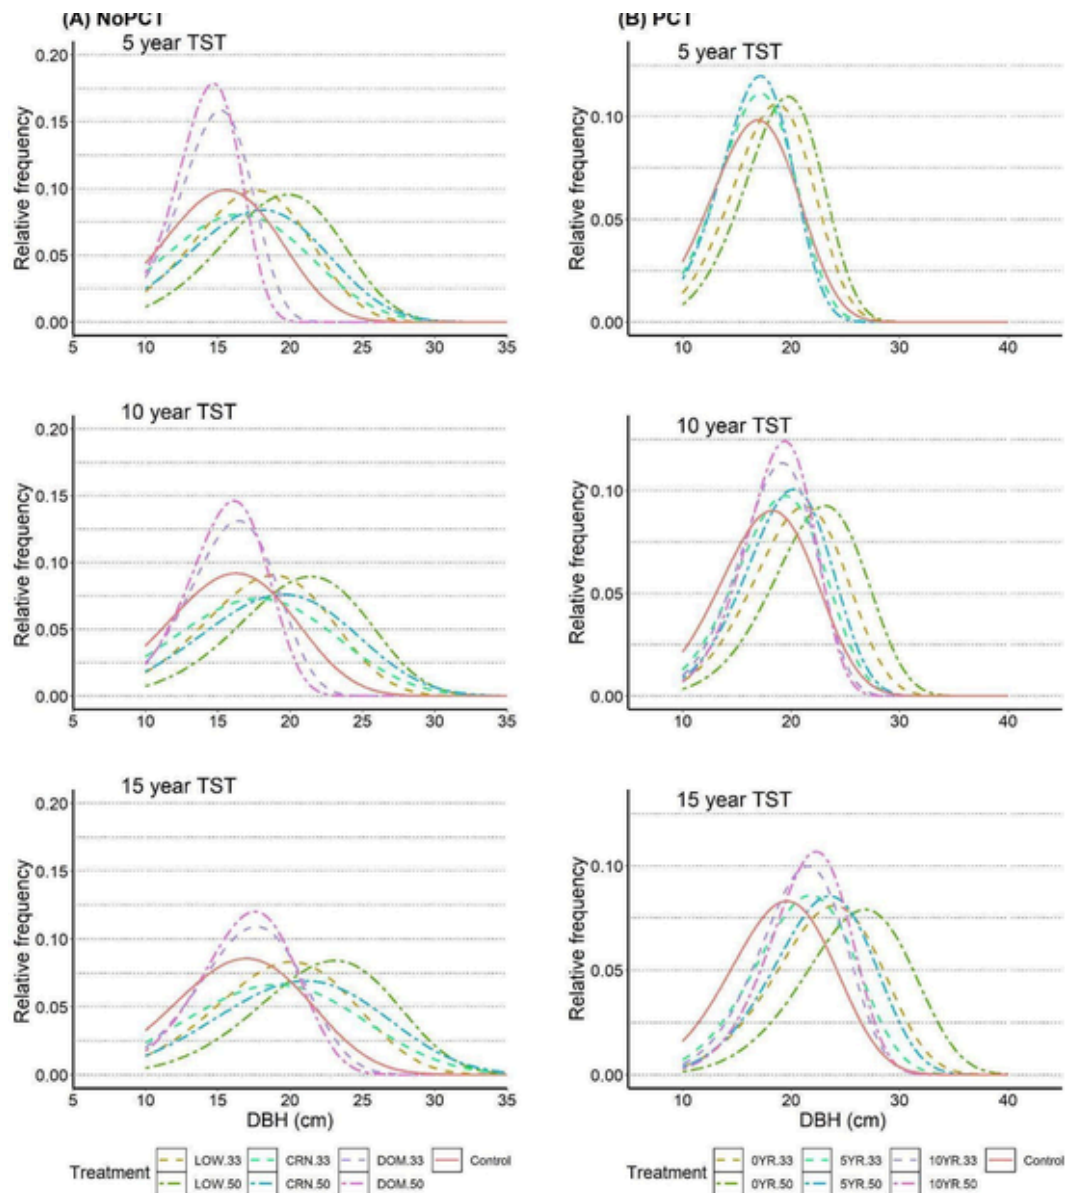 (A) NoPCT
5 year TST
0.20
0.15
0.10
0.05
0.00
Relative frequency
5 10 15 20 25 30 35
10 year TST
0.20
0.15
0.10
0.05
0.00
Relative frequency
5 10 15 20 25 30 35
15 year TST
0.20
0.15
0.10
0.05
0.00
Relative frequency
5 10 15 20 25 30 35
DBH (cm)
Treatment
LOW.33 CRN.33 DOM.33 Control
LOW.50 CRN.50 DOM.50
(B) PCT
5 year TST
0.10
0.05
0.00
Relative frequency
10 20 30 40
10 year TST
0.10
0.05
0.00
Relative frequency
10 20 30 40
15 year TST
0.10
0.05
0.00
Relative frequency
10 20 30 40
DBH (cm)
Treatment
0YR.33 5YR.33 10YR.33 Control
0YR.50 5YR.50 10YR.50